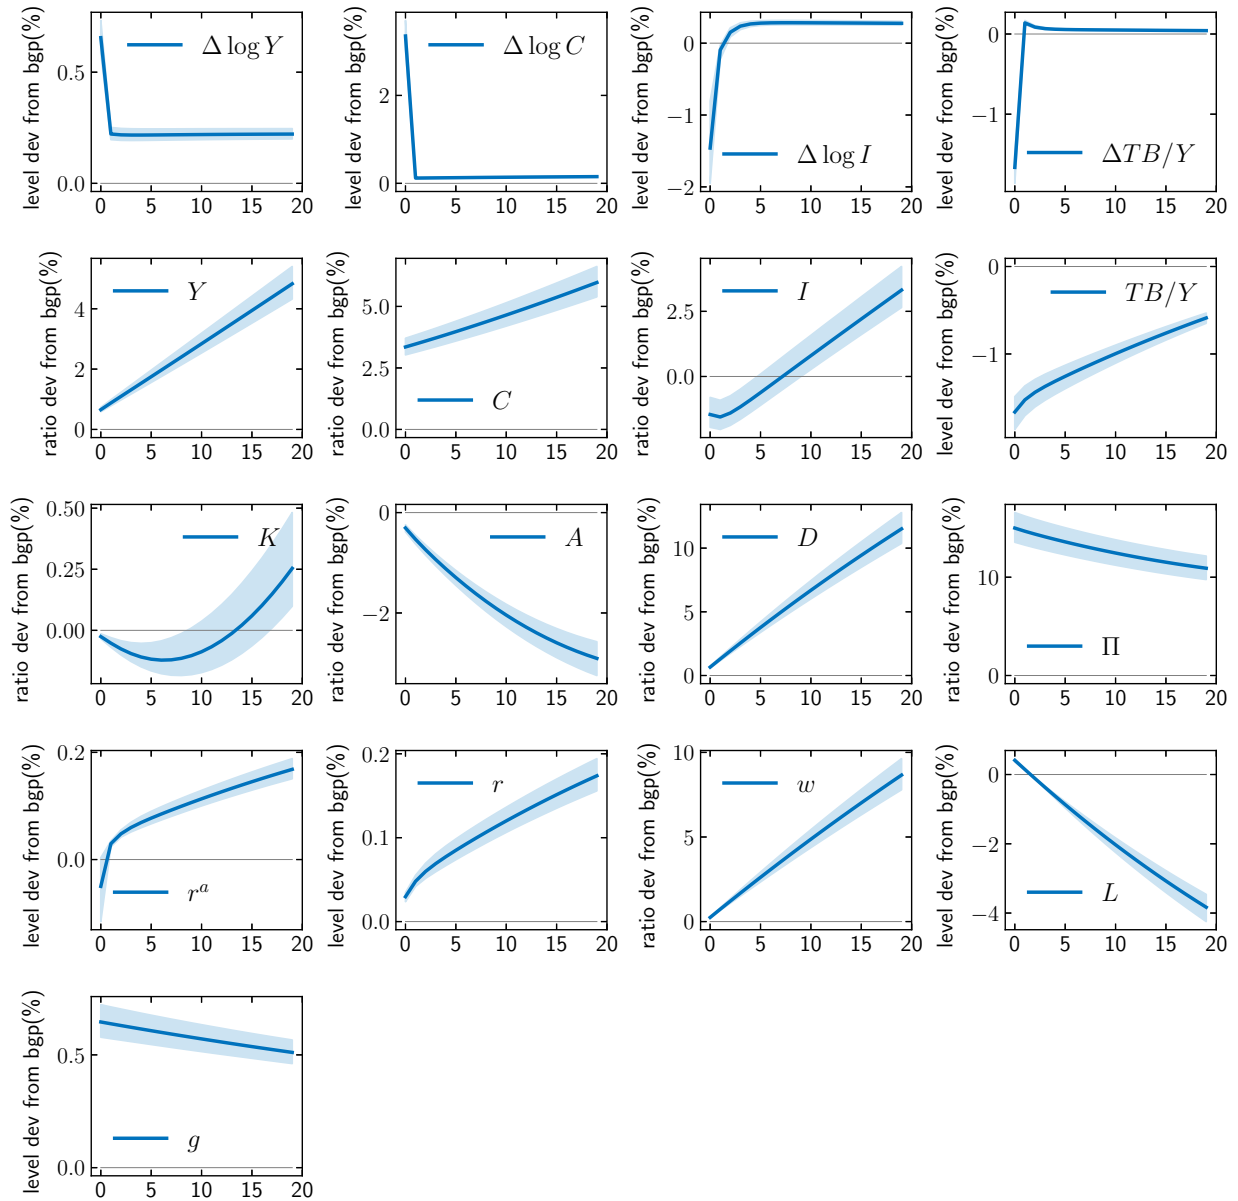 level dev from bgp(%)
0.5
0.0
Δ log Y
0 5 10 15 20
level dev from bgp(%)
2
0
Δ log C
0 5 10 15 20
level dev from bgp(%)
0
−1
−2
Δ log I
0 5 10 15 20
level dev from bgp(%)
0
−1
ΔTB/Y
0 5 10 15 20
ratio dev from bgp(%)
4
2
0
Y
0 5 10 15 20
ratio dev from bgp(%)
5.0
2.5
0.0
C
0 5 10 15 20
ratio dev from bgp(%)
2.5
0.0
I
0 5 10 15 20
level dev from bgp(%)
0
−1
TB/Y
0 5 10 15 20
ratio dev from bgp(%)
0.50
0.25
0.00
K
0 5 10 15 20
ratio dev from bgp(%)
0
−2
A
0 5 10 15 20
ratio dev from bgp(%)
10
5
0
D
0 5 10 15 20
ratio dev from bgp(%)
10
0
Π
0 5 10 15 20
level dev from bgp(%)
0.2
0.0
r^a
0 5 10 15 20
level dev from bgp(%)
0.2
0.1
0.0
r
0 5 10 15 20
ratio dev from bgp(%)
10
5
0
w
0 5 10 15 20
level dev from bgp(%)
0
−2
−4
L
0 5 10 15 20
level dev from bgp(%)
0.5
0.0
g
0 5 10 15 20